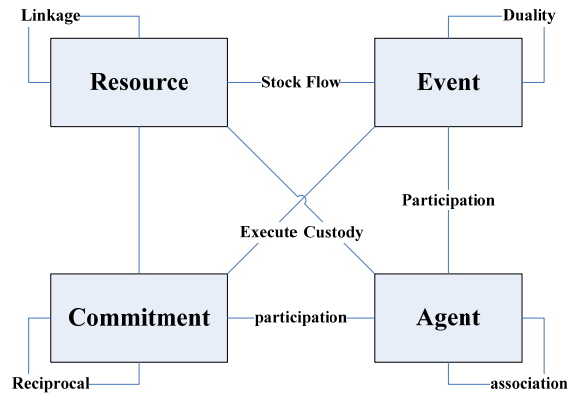 Linkage
Duality
Resource
Stock Flow
Event
Participation
Execute
Custody
Commitment
participation
Agent
Reciprocal
association